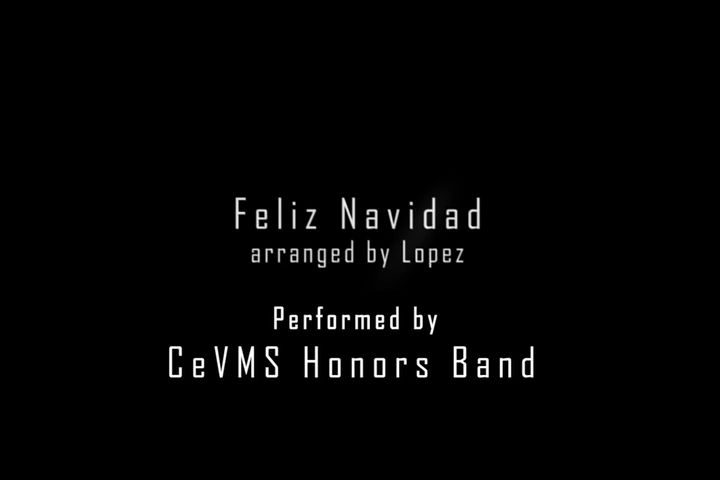 Feliz Navidad
arranged by Lopez
Performed by
CeVMS Honors Band